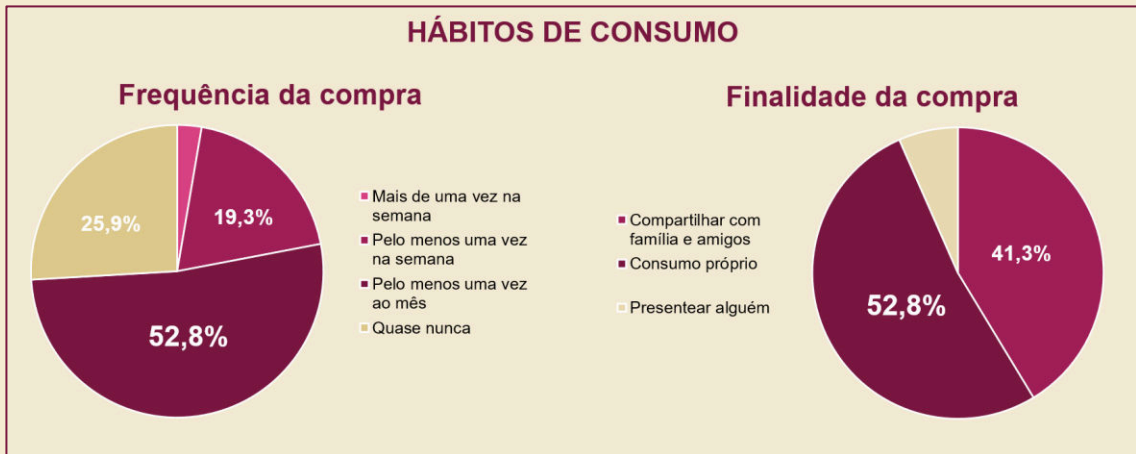 HÁBITOS DE CONSUMO
Frequência da compra
25,9%
19,3%
52,8%
Mais de uma vez na
semana
Pelo menos uma vez
na semana
Pelo menos uma vez
ao mês
Quase nunca
Finalidade da compra
Compartilhar com
família e amigos
Consumo próprio
Presentear alguém
41,3%
52,8%